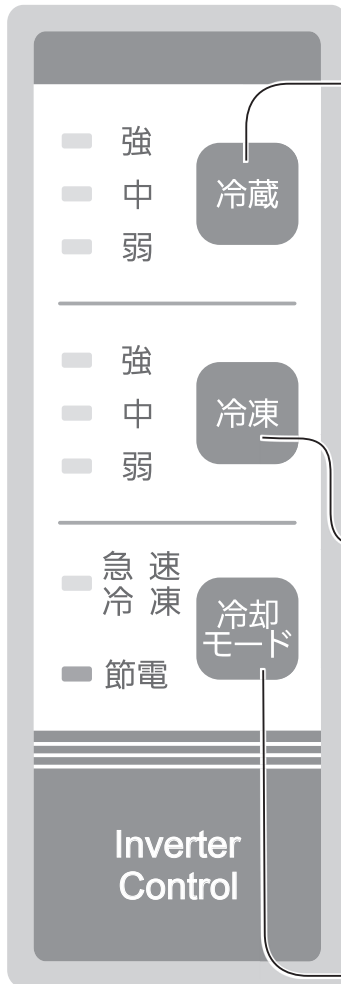 強
中
冷蔵
弱
強
中
冷凍
弱
急速
冷凍
冷却
モード
節電
Inverter
Control